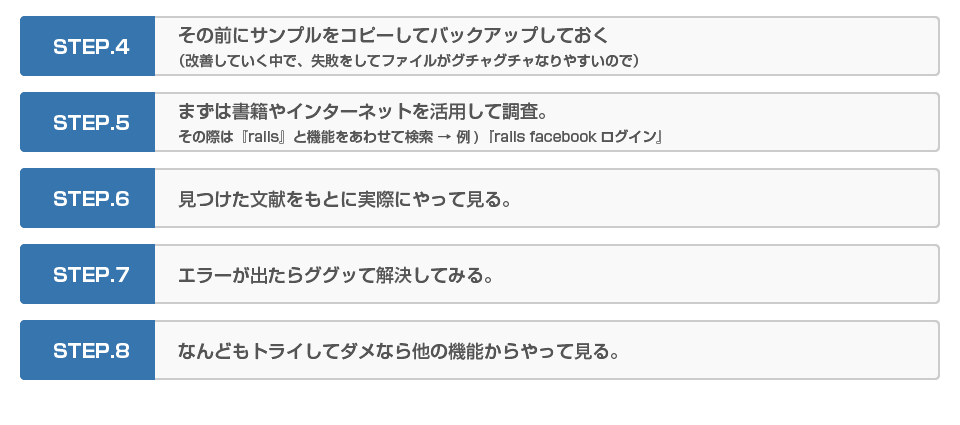 STEP.4
その前にサンプルをコピーしてバックアップしておく
（改善していく中で、失敗をしてファイルがグチャグチャなりやすいので）
STEP.5
まずは書籍やインターネットを活用して調査。
その際は『rails』と機能をあわせて検索 → 例）『rails facebook ログイン』
STEP.6
見つけた文献をもとに実際にやって見る。
STEP.7
エラーが出たらググッて解決してみる。
STEP.8
なんどもトライしてダメなら他の機能からやって見る。